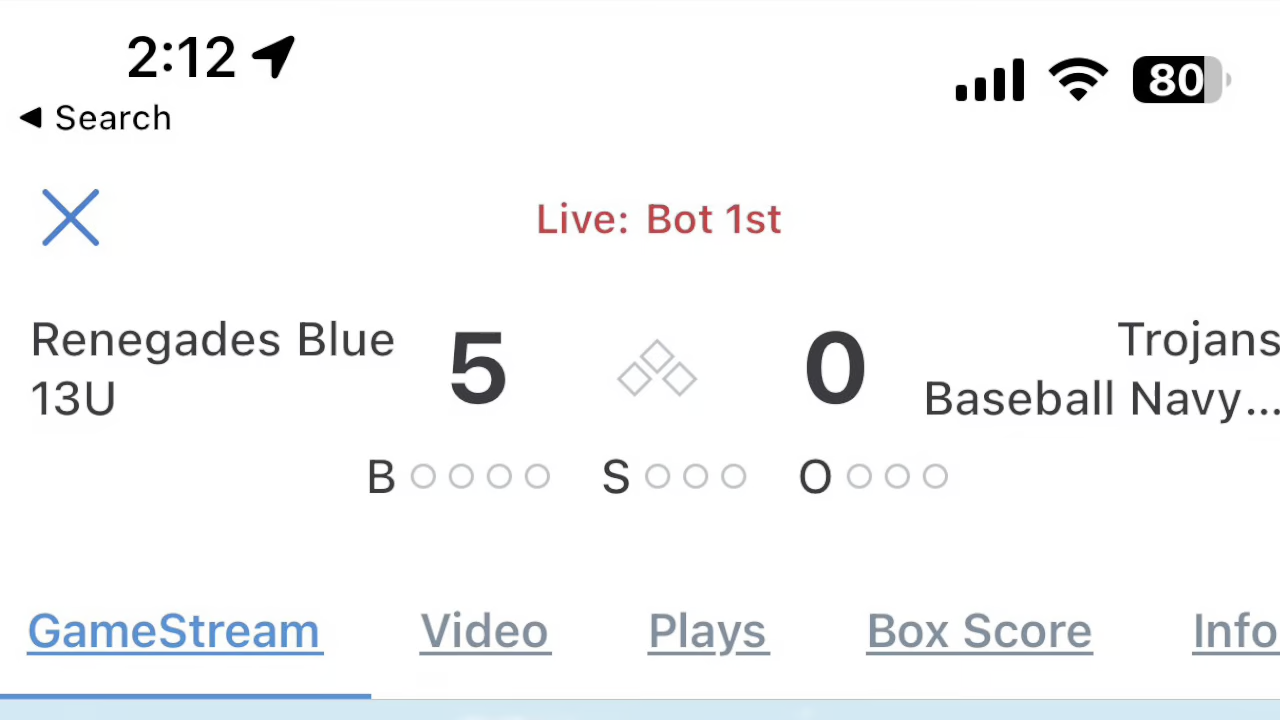 2:12
80
◀ Search
Live: Bot 1st
Renegades Blue
13U
5
0
Trojans
Baseball Navy...
B
S
O
GameStream
Video
Plays
Box Score
Info